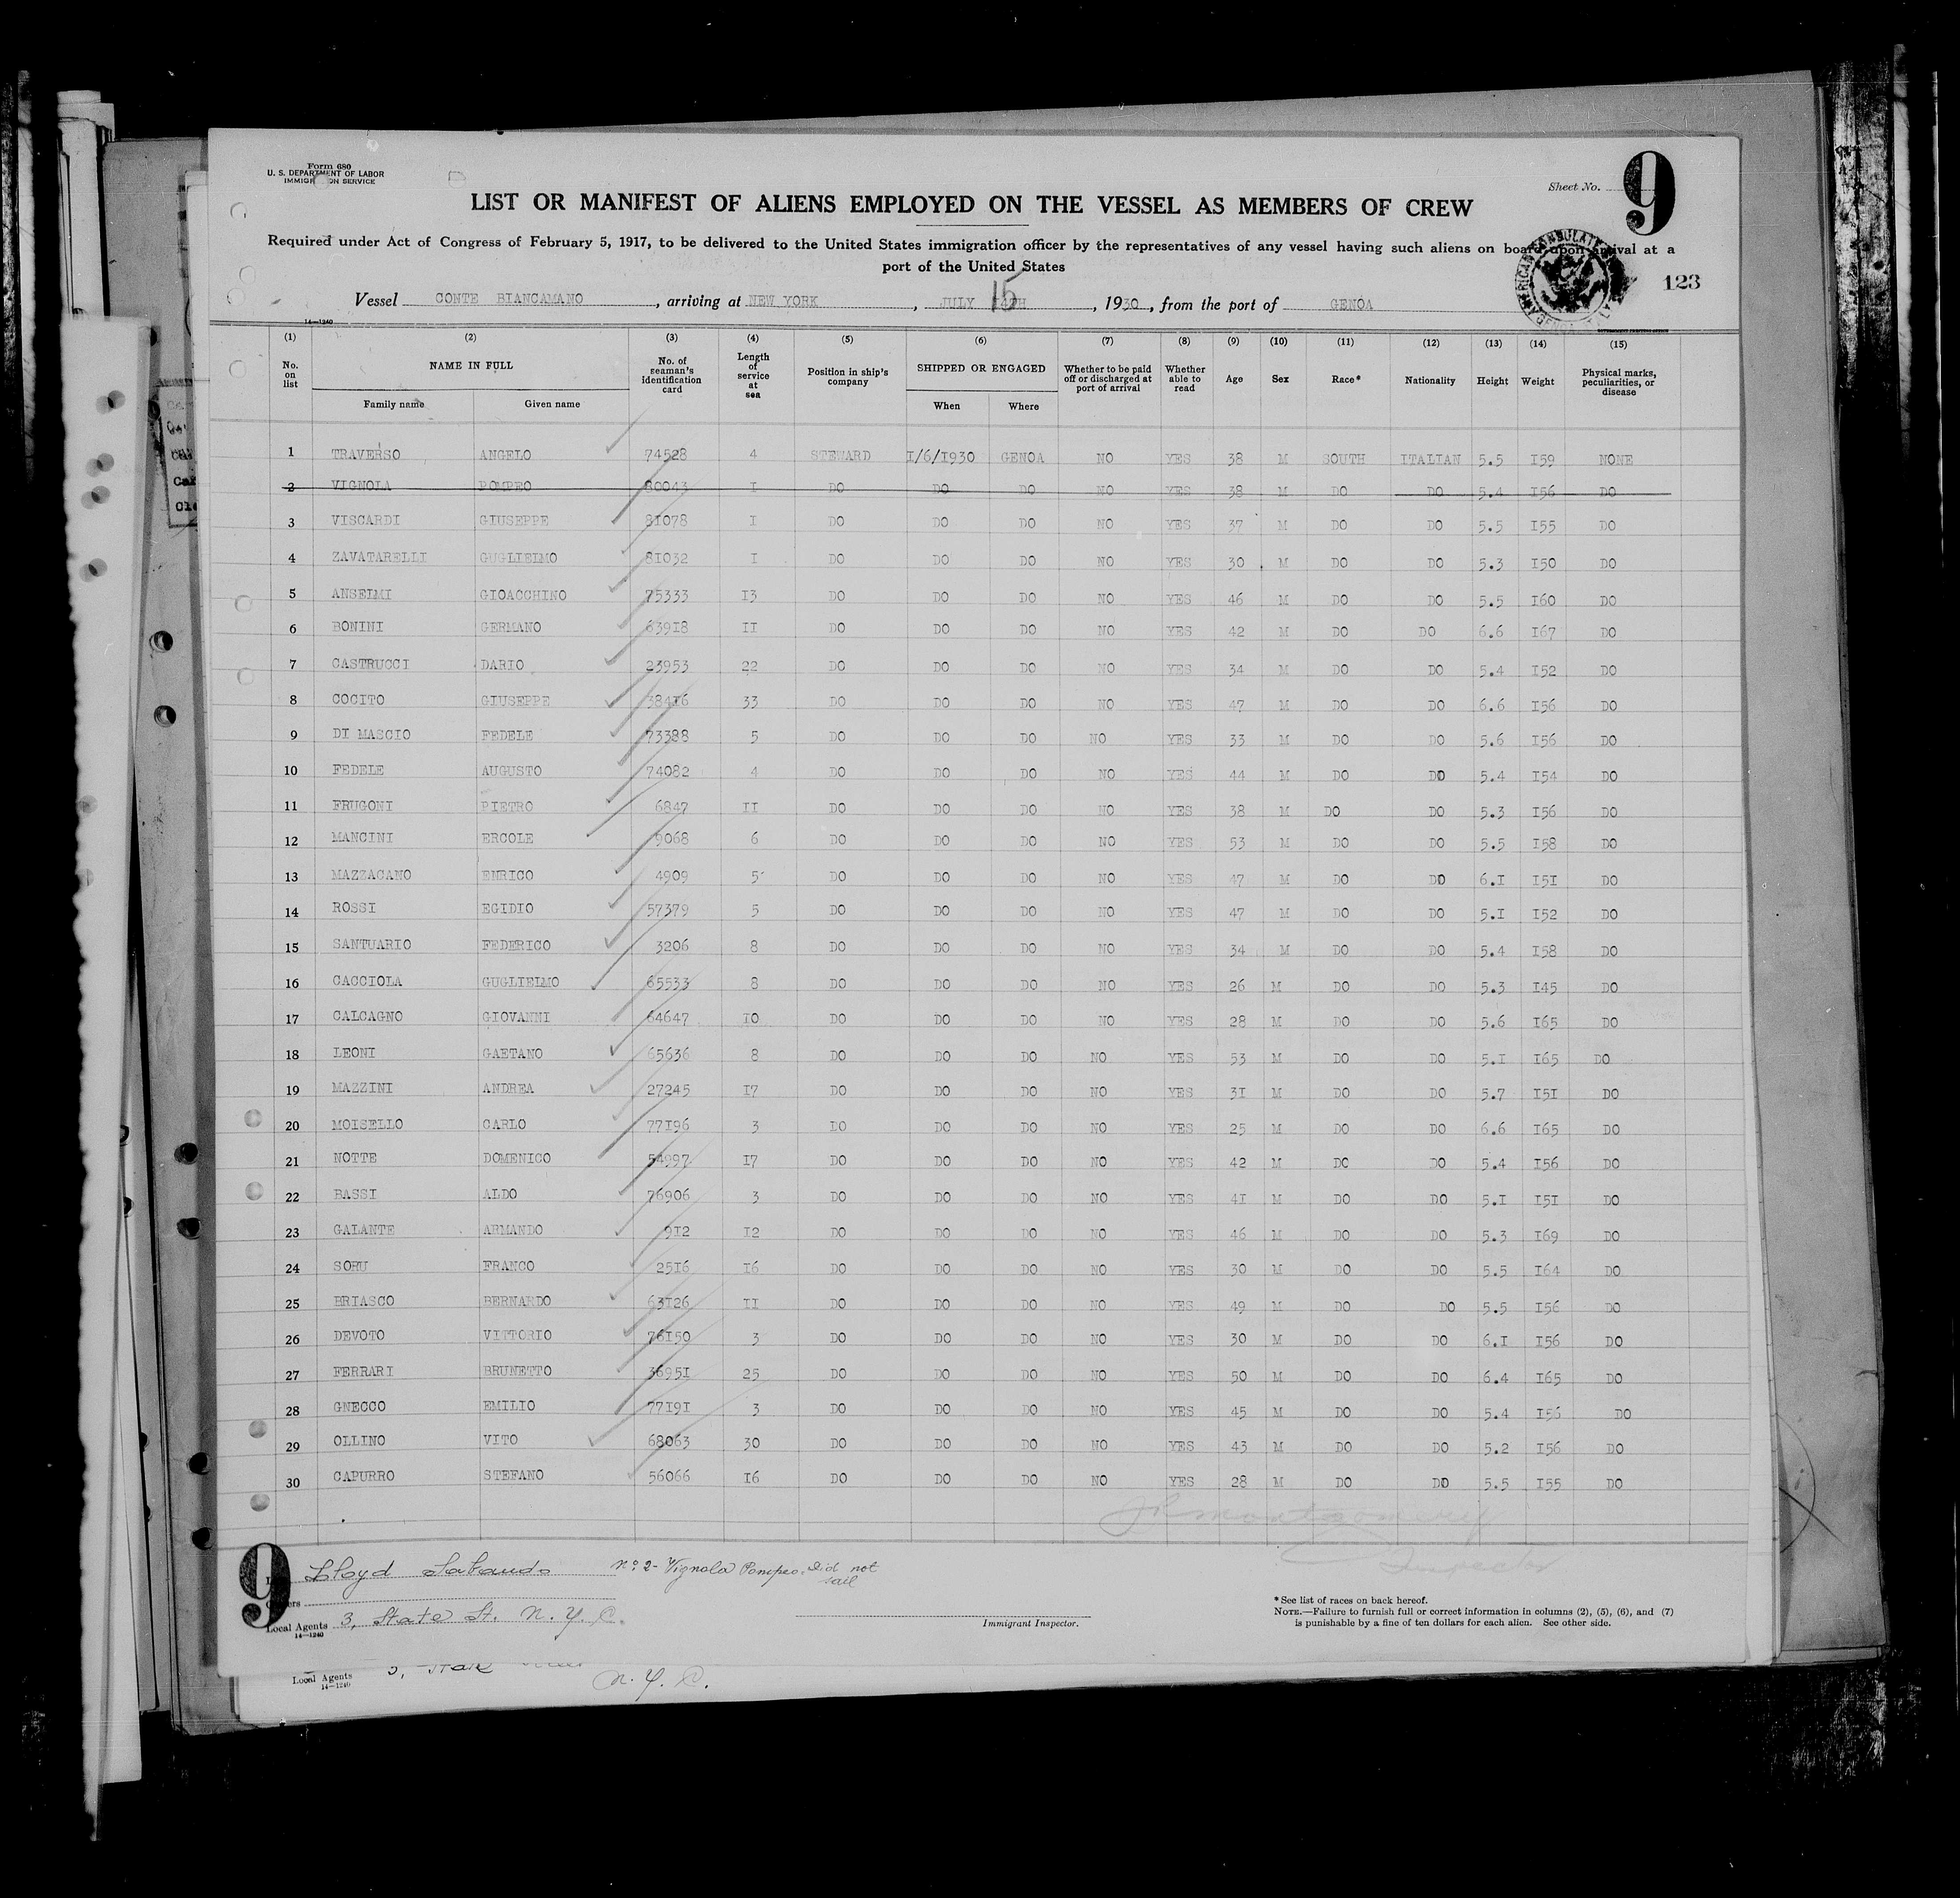 Form 680
U. S. DEPARTMENT OF LABOR
IMMIGRATION SERVICE
Sheet No. 9
LIST OR MANIFEST OF ALIENS EMPLOYED ON THE VESSEL AS MEMBERS OF CREW
Required under Act of Congress of February 5, 1917, to be delivered to the United States immigration officer by the representatives of any vessel having such aliens on board upon arrival at a
port of the United States
123
Vessel CONTE BIANCAMANO, arriving at NEW YORK, JULY 15, 1930, from the port of GENOA
14—1240
(1) (2) (3) (4) (5) (6) (7) (8) (9) (10) (11) (12) (13) (14) (15)
No. on list NAME IN FULL Family name Given name No. of seaman's identification card Length of service at sea Position in ship's company SHIPPED OR ENGAGED When Where Whether to be paid off or discharged at port of arrival Whether able to read Age Sex Race* Nationality Height Weight Physical marks, peculiarities, or disease
1 TRAVERSO ANGELO 74528 4 STEWARD I/6/I930 GENOA NO YES 38 M SOUTH ITALIAN 5.5 I59 NONE
2 VIGNOLA POMPEO 80043 I DO DO DO NO YES 38 M DO DO 5.4 I56 DO
3 VISCARDI GIUSEPPE 8I078 I DO DO DO NO YES 37 M DO DO 5.5 I55 DO
4 ZAVATARELLI GUGLIELMO 8I032 I DO DO DO NO YES 30 M DO DO 5.3 I50 DO
5 ANSELMI GIOACCHINO 75333 I3 DO DO DO NO YES 46 M DO DO 5.5 I60 DO
6 BONINI GERMANO 639I8 II DO DO DO NO YES 42 M DO DO 6.6 I67 DO
7 CASTRUCCI DARIO 23953 22 DO DO DO NO YES 34 M DO DO 5.4 I52 DO
8 COCITO GIUSEPPE 384I6 33 DO DO DO NO YES 47 M DO DO 6.6 I56 DO
9 DI MASCIO FEDELE 73388 5 DO DO DO NO YES 33 M DO DO 5.6 I56 DO
10 FEDELE AUGUSTO 74082 4 DO DO DO NO YES 44 M DO DO 5.4 I54 DO
11 FRUGONI PIETRO 6847 II DO DO DO NO YES 38 M DO DO 5.3 I56 DO
12 MANCINI ERCOLE 9068 6 DO DO DO NO YES 53 M DO DO 5.5 I58 DO
13 MAZZACANO ENRICO 4909 5 DO DO DO NO YES 47 M DO DO 6.I I5I DO
14 ROSSI EGIDIO 57379 5 DO DO DO NO YES 47 M DO DO 5.I I52 DO
15 SANTUARIO FEDERICO 3206 8 DO DO DO NO YES 34 M DO DO 5.4 I58 DO
16 CACCIOLA GUGLIELMO 65533 8 DO DO DO NO YES 26 M DO DO 5.3 I45 DO
17 CALCAGNO GIOVANNI 64647 I0 DO DO DO NO YES 28 M DO DO 5.6 I65 DO
18 LEONI GAETANO 65636 8 DO DO DO NO YES 53 M DO DO 5.I I65 DO
19 MAZZINI ANDREA 27245 I7 DO DO DO NO YES 3I M DO DO 5.7 I5I DO
20 MOISELLO CARLO 77I96 3 DO DO DO NO YES 25 M DO DO 6.6 I65 DO
21 NOTTE DOMENICO 54997 I7 DO DO DO NO YES 42 M DO DO 5.4 I56 DO
22 BASSI ALDO 76906 3 DO DO DO NO YES 4I M DO DO 5.I I5I DO
23 GALANTE ARMANDO 9I2 I2 DO DO DO NO YES 46 M DO DO 5.3 I69 DO
24 SORU FRANCO 25I6 I6 DO DO DO NO YES 30 M DO DO 5.5 I64 DO
25 BRIASCO BERNARDO 63I26 II DO DO DO NO YES 49 M DO DO 5.5 I56 DO
26 DEVOTO VITTORIO 76I50 3 DO DO DO NO YES 30 M DO DO 6.I I56 DO
27 FERRARI BRUNETTO 3695I 25 DO DO DO NO YES 50 M DO DO 6.4 I65 DO
28 GNECCO EMILIO 77I9I 3 DO DO DO NO YES 45 M DO DO 5.4 I56 DO
29 OLLINO VITO 68063 30 DO DO DO NO YES 43 M DO DO 5.2 I56 DO
30 CAPURRO STEFANO 56066 I6 DO DO DO NO YES 28 M DO DO 5.5 I55 DO
Montgomery
Inspector
9
Lloyd Sabaudo
No 2 - Vignola Pompeo, did not
sail
Local Agents 3, State St. N. Y. C.
14—1240
Immigrant Inspector.
* See list of races on back hereof.
NOTE.—Failure to furnish full or correct information in columns (2), (5), (6), and (7)
is punishable by a fine of ten dollars for each alien. See other side.
Local Agents 3, State
14—1240
N. Y. C.